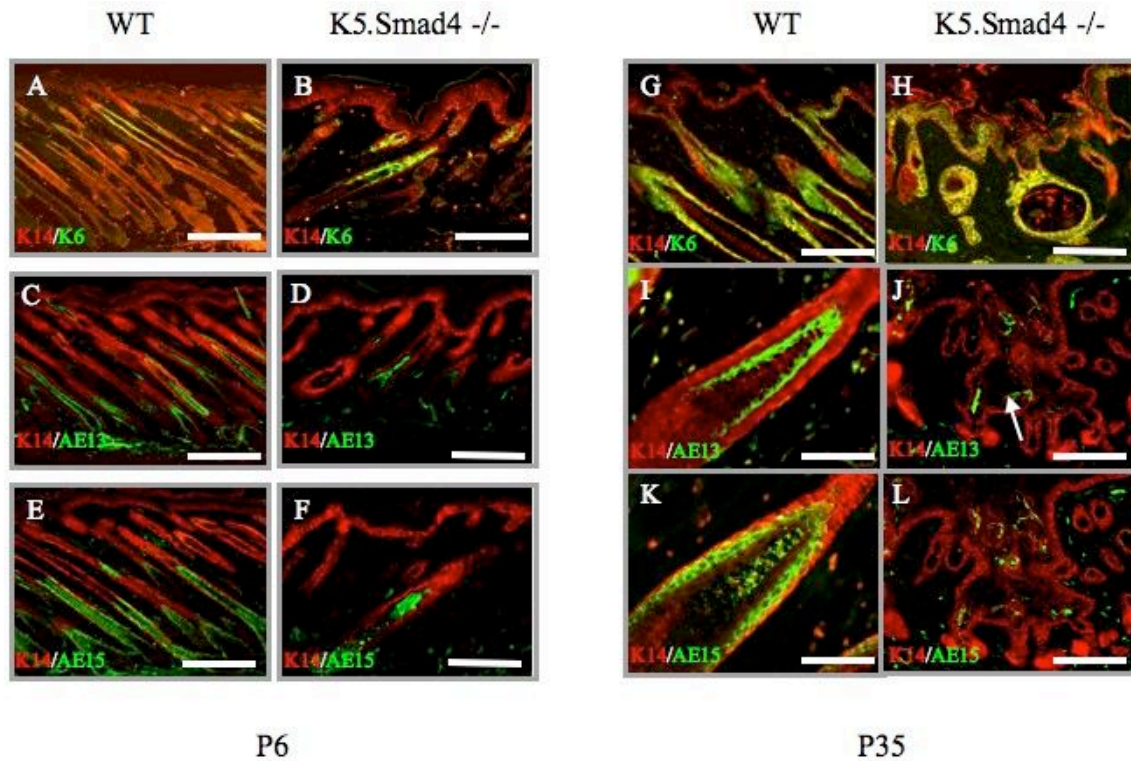 WT K5.Smad4 -/- WT K5.Smad4 -/-
A B G H
K14/K6 K14/K6 K14/K6 K14/K6
C D I J
K14/AE13 K14/AE13 K14/AE13 K14/AE13
E F K L
K14/AE15 K14/AE15 K14/AE15 K14/AE15
P6 P35